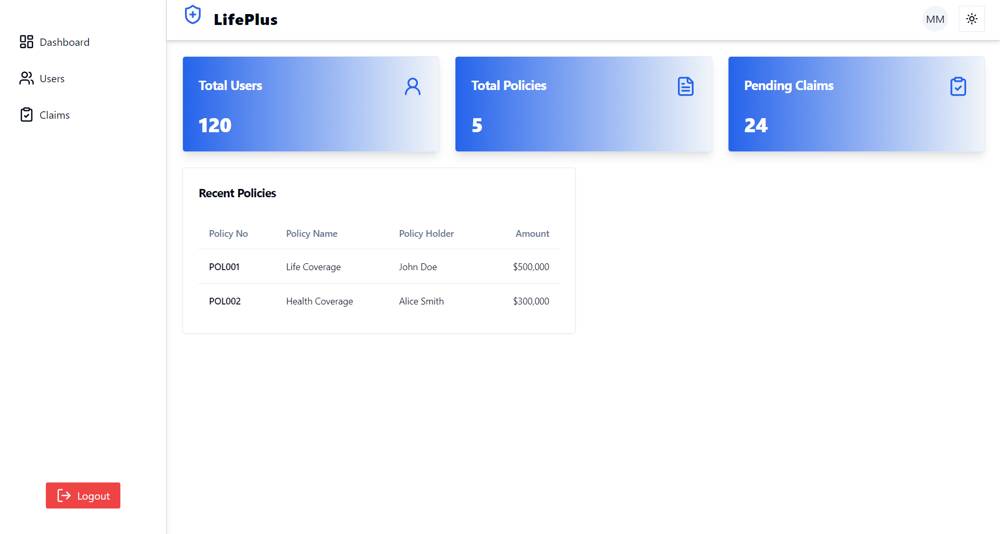 Dashboard
Users
Claims
Logout
LifePlus
MM
Total Users
120
Total Policies
5
Pending Claims
24
Recent Policies
Policy No Policy Name Policy Holder Amount
POL001 Life Coverage John Doe $500,000
POL002 Health Coverage Alice Smith $300,000